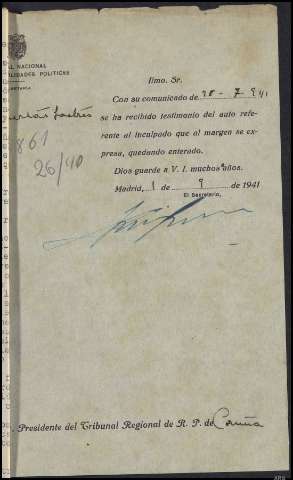 AL NACIONAL
ILIDADES POLITICAS
ETARIA
Ilmo. Sr.
Con su comunicado de 28 - 7 941
se ha recibido testimonio del auto refe-
rente al inculpado que al margen se ex-
presa, quedando enterado.
Dios guarde a V. I. muchos años.
Madrid, 1 de 9 de 1941
El Secretario,
861
26/40
Presidente del Tribunal Regional de R. P. de Coruña